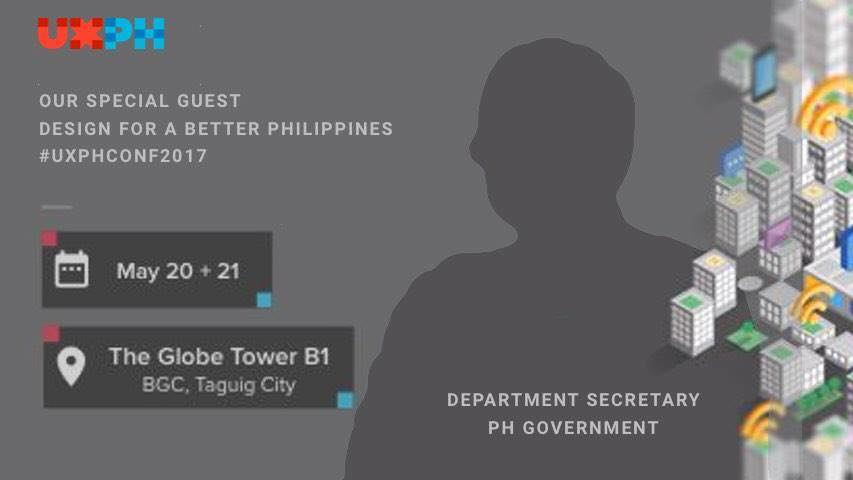 UXPH
OUR SPECIAL GUEST
DESIGN FOR A BETTER PHILIPPINES
#UXPHCONF2017
May 20 + 21
The Globe Tower B1
BGC, Taguig City
DEPARTMENT SECRETARY
PH GOVERNMENT